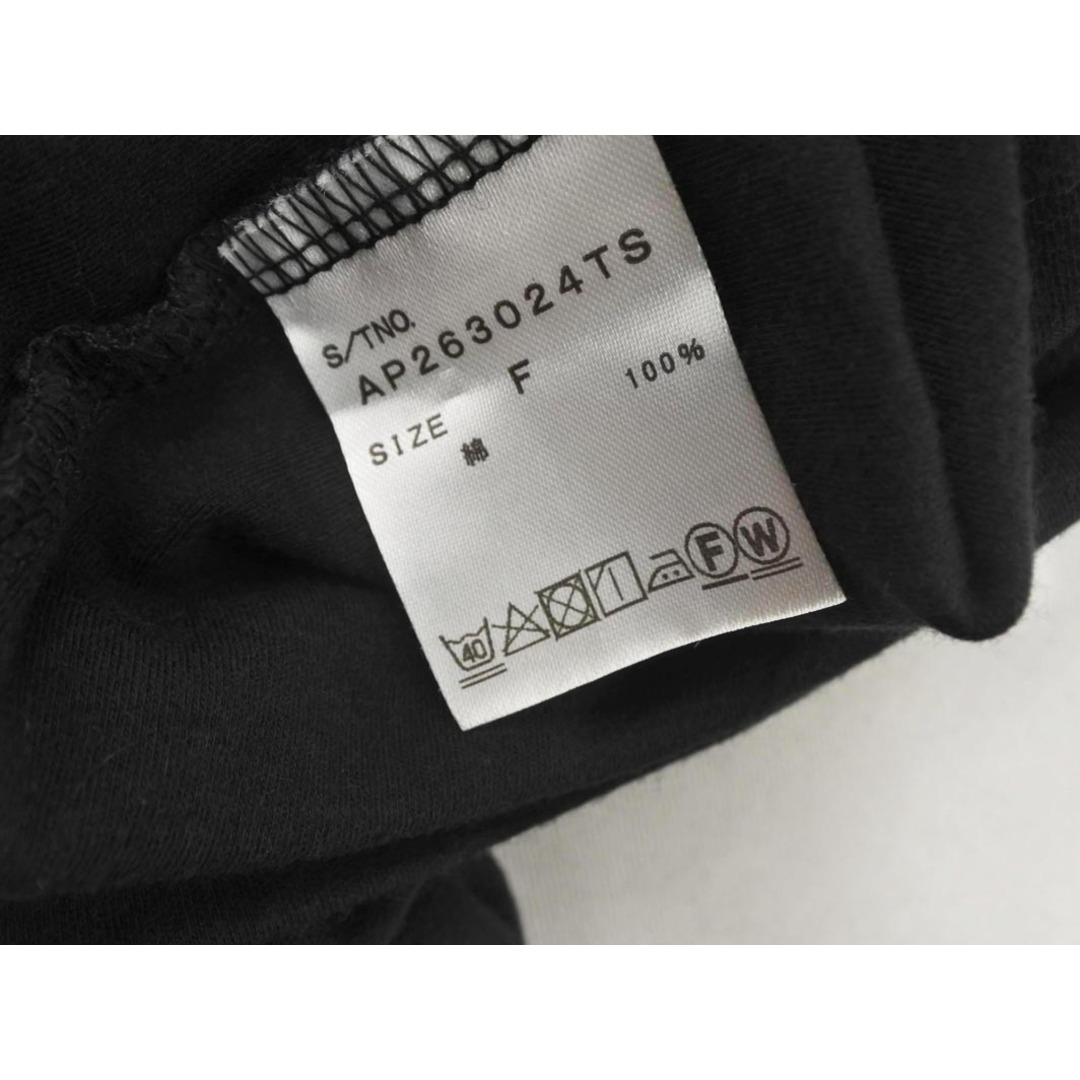 S/TNO.
AP263024TS
SIZE F
綿 100%
40 F W